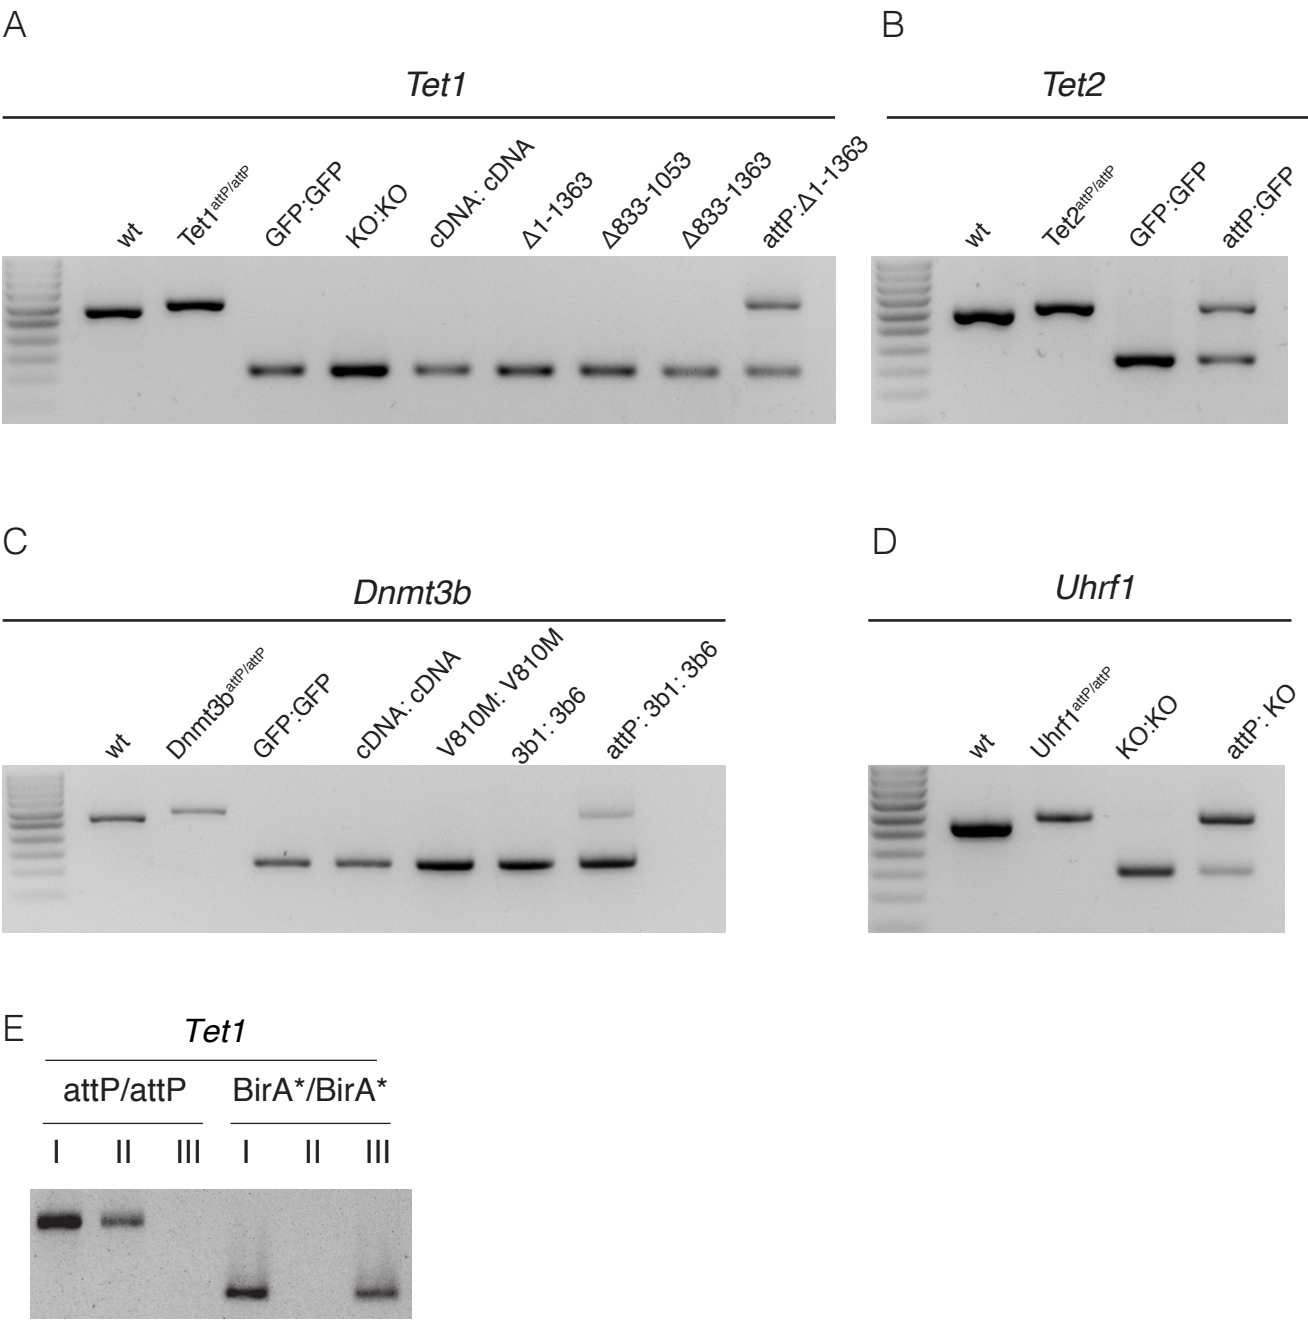 A
B
Tet1
Tet2
wt
Tet1attP/attP
GFP:GFP
KO:KO
cDNA: cDNA
Δ1-1363
Δ833-1053
Δ833-1363
attP:Δ1-1363
wt
Tet2attP/attP
GFP:GFP
attP:GFP
C
D
Dnmt3b
Uhrf1
wt
Dnmt3battP/attP
GFP:GFP
cDNA: cDNA
V810M: V810M
3b1: 3b6
attP: 3b1: 3b6
wt
Uhrf1attP/attP
KO:KO
attP: KO
E
Tet1
attP/attP BirA*/BirA*
I II III I II III